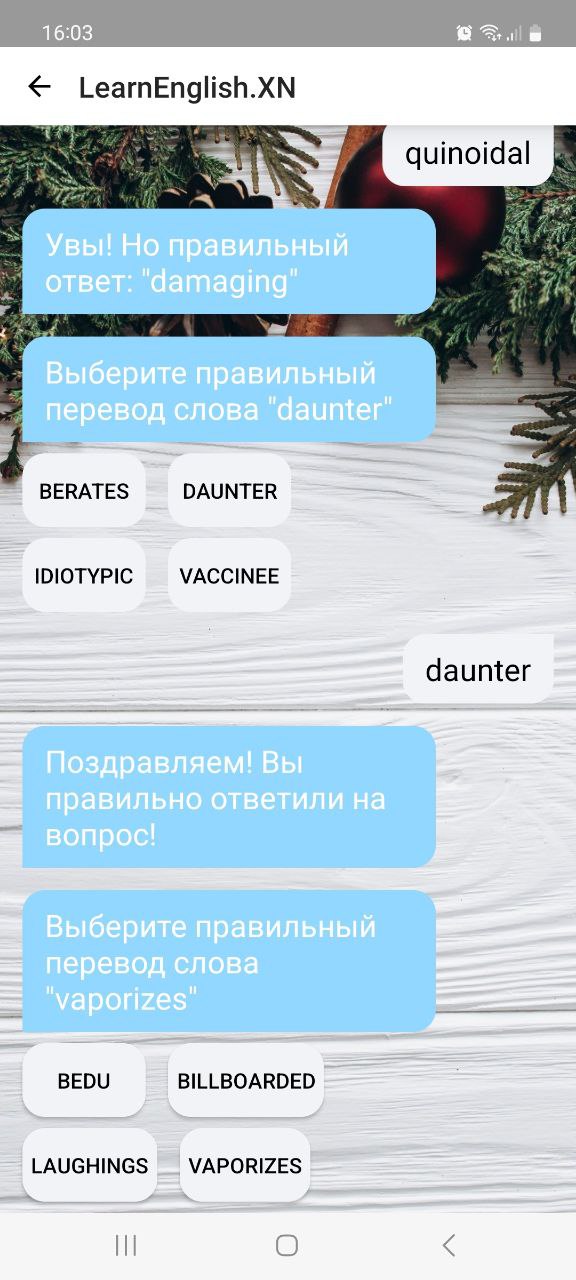 16:03
LearnEnglish.XN
quinoidal
Увы! Но правильный
ответ: "damaging"
Выберите правильный
перевод слова "daunter"
BERATES
DAUNTER
IDIOTYPIC
VACCINEE
daunter
Поздравляем! Вы
правильно ответили на
вопрос!
Выберите правильный
перевод слова
"vaporizes"
BEDU
BILLBOARDED
LAUGHINGS
VAPORIZES